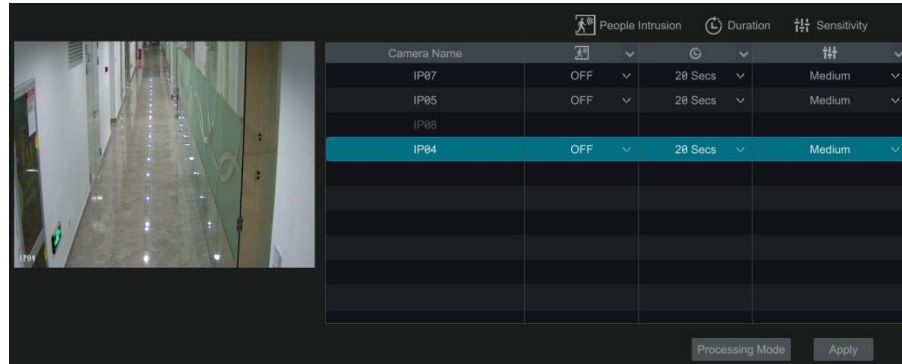 People Intrusion Duration Sensitivity
Camera Name
IP07 OFF 20 Secs Medium
IP05 OFF 20 Secs Medium
IP08
IP04 OFF 20 Secs Medium
IP04
Processing Mode Apply